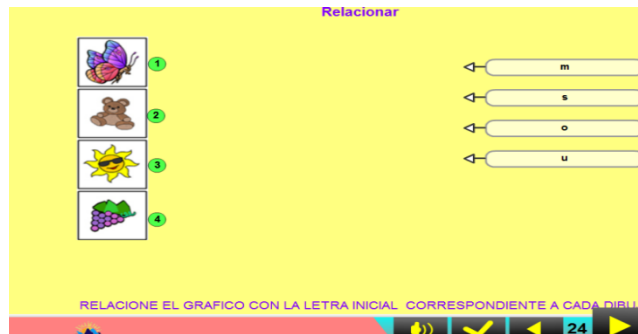 Relacionar
1
m
2
s
3
o
4
u
RELACIONE EL GRAFICO CON LA LETRA INICIAL CORRESPONDIENTE A CADA DIBU
24